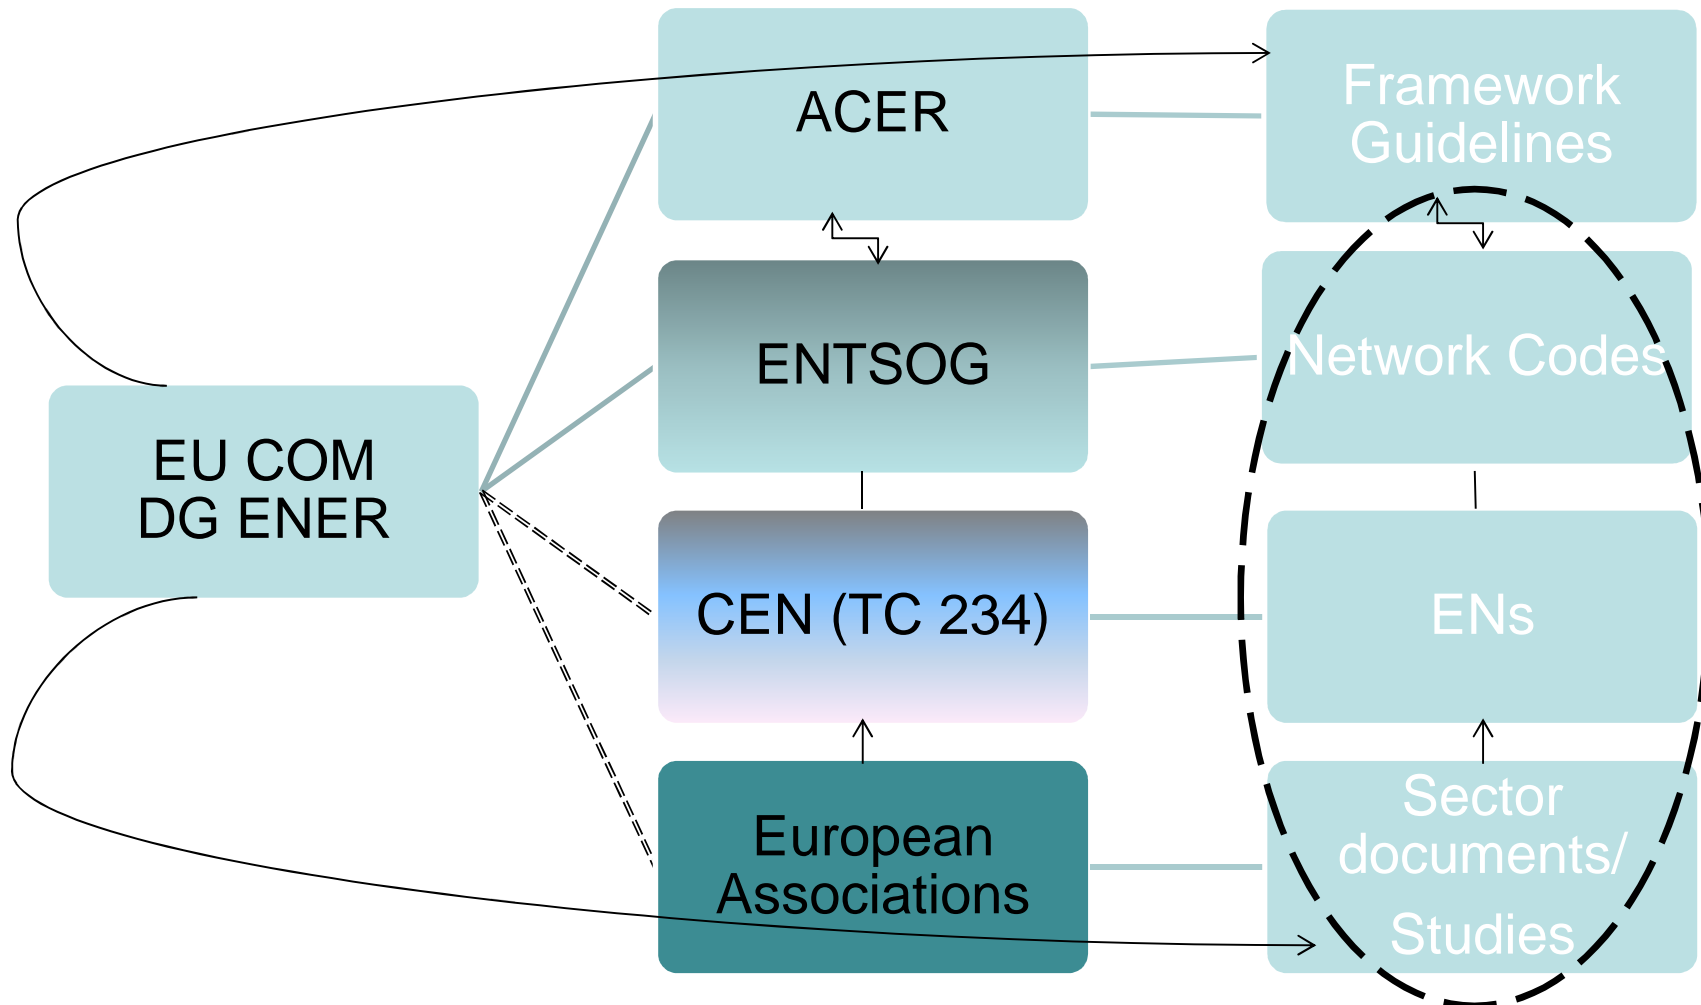 ACER
Framework
Guidelines
ENTSOG
Network Codes
EU COM
DG ENER
CEN (TC 234)
ENs
European
Associations
Sector
documents/
Studies